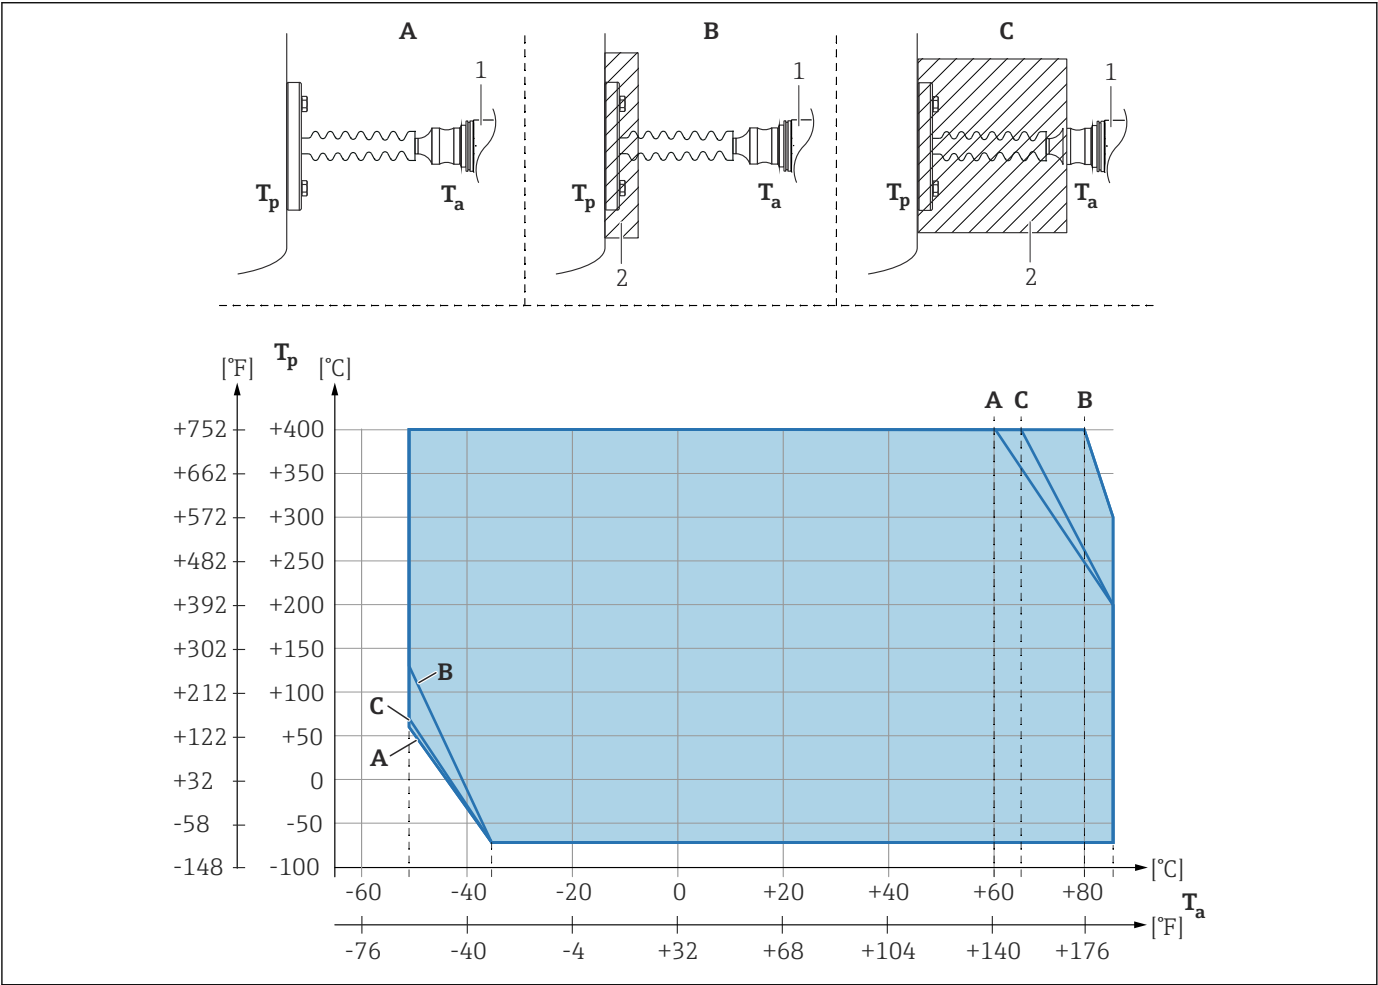 A B C
1 1 1
Tp Ta Tp Ta Tp Ta
2 2
Tp
[°F] [°C]
A C B
+752 +400
+662 +350
+572 +300
+482 +250
+392 +200
+302 +150
B
+212 +100
C
+122 +50
A
+32 0
-58 -50
-148 -100
[°C]
-60 -40 -20 0 +20 +40 +60 +80
Ta
[°F]
-76 -40 -4 +32 +68 +104 +140 +176